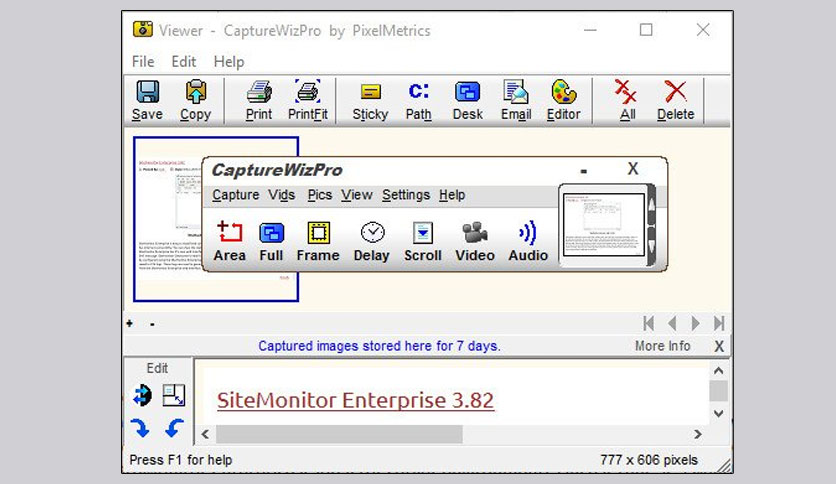 Viewer - CaptureWizPro by PixelMetrics
File Edit Help
Save Copy Print PrintFit Sticky c: Path Desk Email Editor All Delete
CaptureWizPro - X
Capture Vids Pics View Settings Help
Area Full Frame Delay Scroll Video Audio
+ -
Captured images stored here for 7 days. More Info X
Edit
SiteMonitor Enterprise 3.82
Press F1 for help 777 x 606 pixels